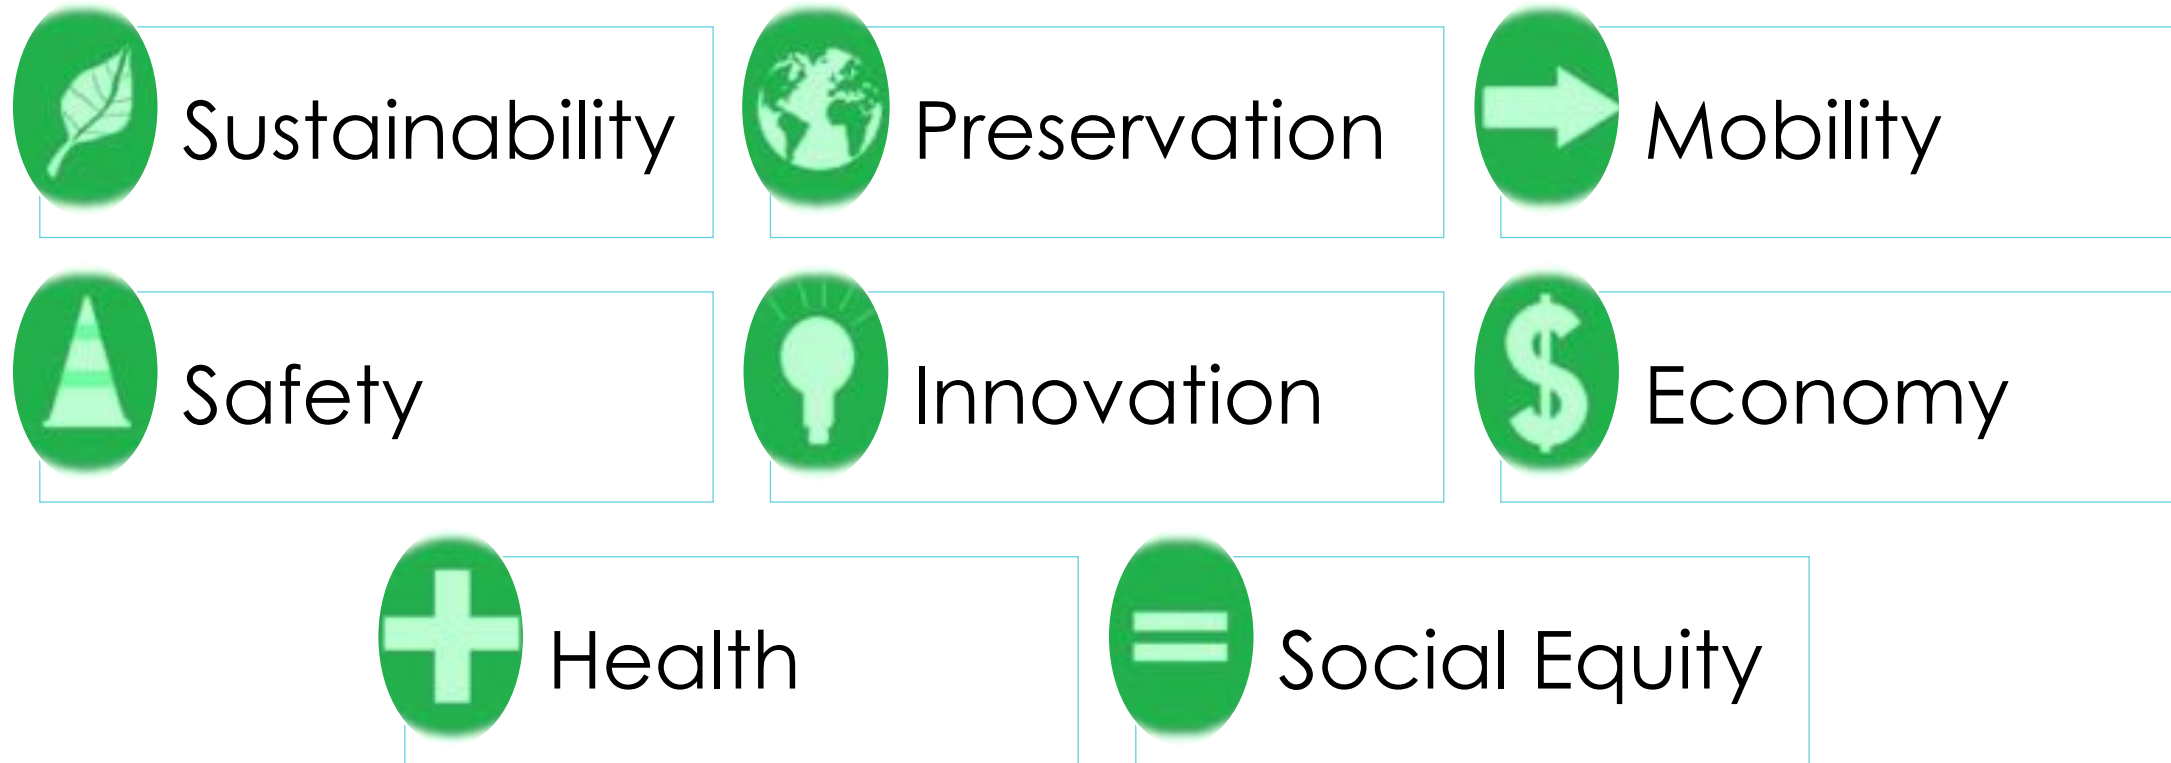 Sustainability
Preservation
Mobility
Safety
Innovation
Economy
Health
Social Equity